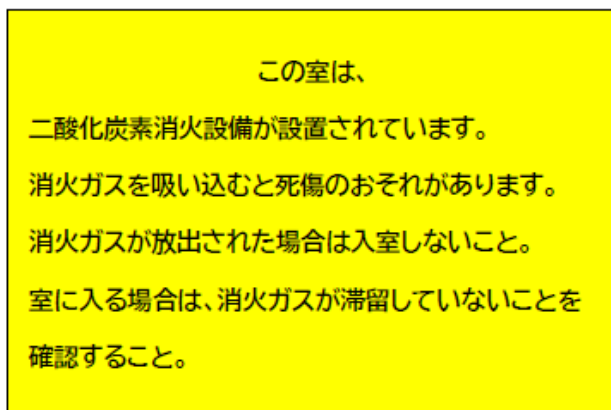 この室は、
二酸化炭素消火設備が設置されています。
消火ガスを吸い込むと死傷のおそれがあります。
消火ガスが放出された場合は入室しないこと。
室に入る場合は、消火ガスが滞留していないことを
確認すること。